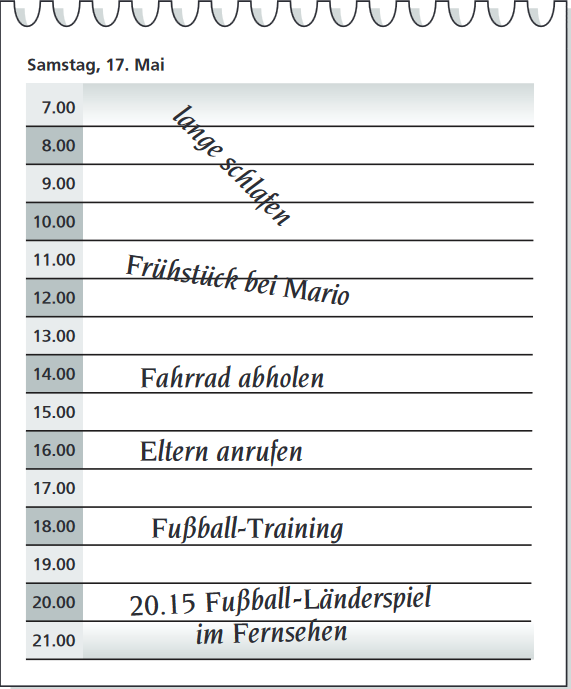 Samstag, 17. Mai
7.00
lange schlafen
8.00
9.00
10.00
11.00 Frühstück bei Mario
12.00
13.00
14.00 Fahrrad abholen
15.00
16.00 Eltern anrufen
17.00
18.00 Fußball-Training
19.00
20.00 20.15 Fußball-Länderspiel
21.00 im Fernsehen